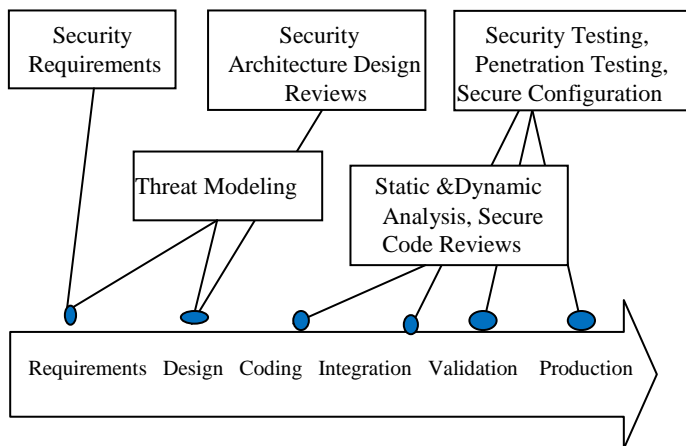 Security
Requirements
Security
Architecture Design
Reviews
Security Testing,
Penetration Testing,
Secure Configuration
Threat Modeling
Static &Dynamic
Analysis, Secure
Code Reviews
Requirements Design Coding Integration Validation Production